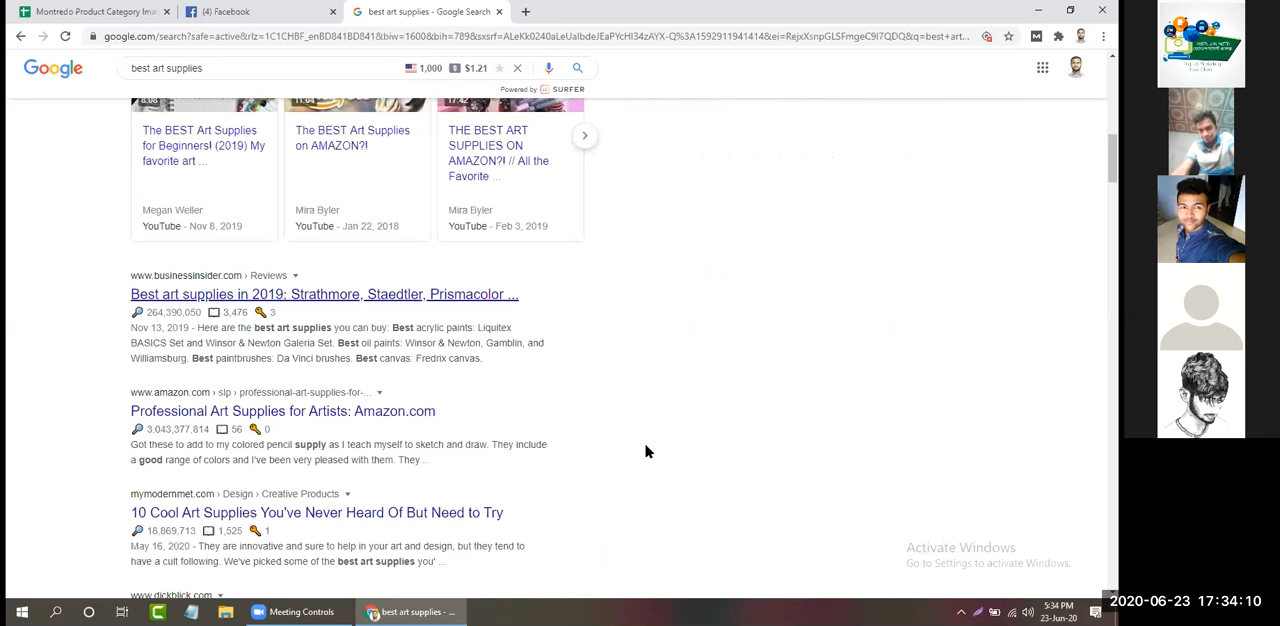 Montredo Product Category Ima
(4) Facebook
best art supplies - Google Search
google.com/search?safe=active&rlz=1C1CHBF_enBD841BD841&biw=1600&bih=789&sxsrf=
best art supplies
1,000 $1.21
Powered by SURFER
Google
8:08
11:04
17:42
The BEST Art Supplies
for Beginners! (2019) My
favorite art ...
Megan Weller
YouTube - Nov 8, 2019
The BEST Art Supplies
on AMAZON?!
Mira Byler
YouTube - Jan 22, 2018
THE BEST ART
SUPPLIES ON
AMAZON?! // All the
Favorite ...
Mira Byler
YouTube - Feb 3, 2019
www.businessinsider.com › Reviews
Best art supplies in 2019: Strathmore, Staedtler, Prismacolor ...
264,390,050 3,476 3
Nov 13, 2019 - Here are the best art supplies you can buy: Best acrylic paints: Liquitex
BASICS Set and Winsor & Newton Galeria Set. Best oil paints: Winsor & Newton, Gamblin, and
Williamsburg. Best paintbrushes: Da Vinci brushes. Best canvas: Fredrix canvas.
www.amazon.com › slp › professional-art-supplies-for-...
Professional Art Supplies for Artists: Amazon.com
3,043,377,814 56 0
Got these to add to my colored pencil supply as I teach myself to sketch and draw. They include
a good range of colors and I've been very pleased with them. They ...
mymodernmet.com › Design › Creative Products
10 Cool Art Supplies You've Never Heard Of But Need to Try
18,869,713 1,525 1
May 16, 2020 - They are innovative and sure to help in your art and design, but they tend to
have a cult following. We've picked some of the best art supplies you' ...
www.dickblick.com
Activate Windows
Go to Settings to activate Windows.
Meeting Controls
best art supplies - ...
5:34 PM
23-Jun-20
2020-06-23 17:34:10